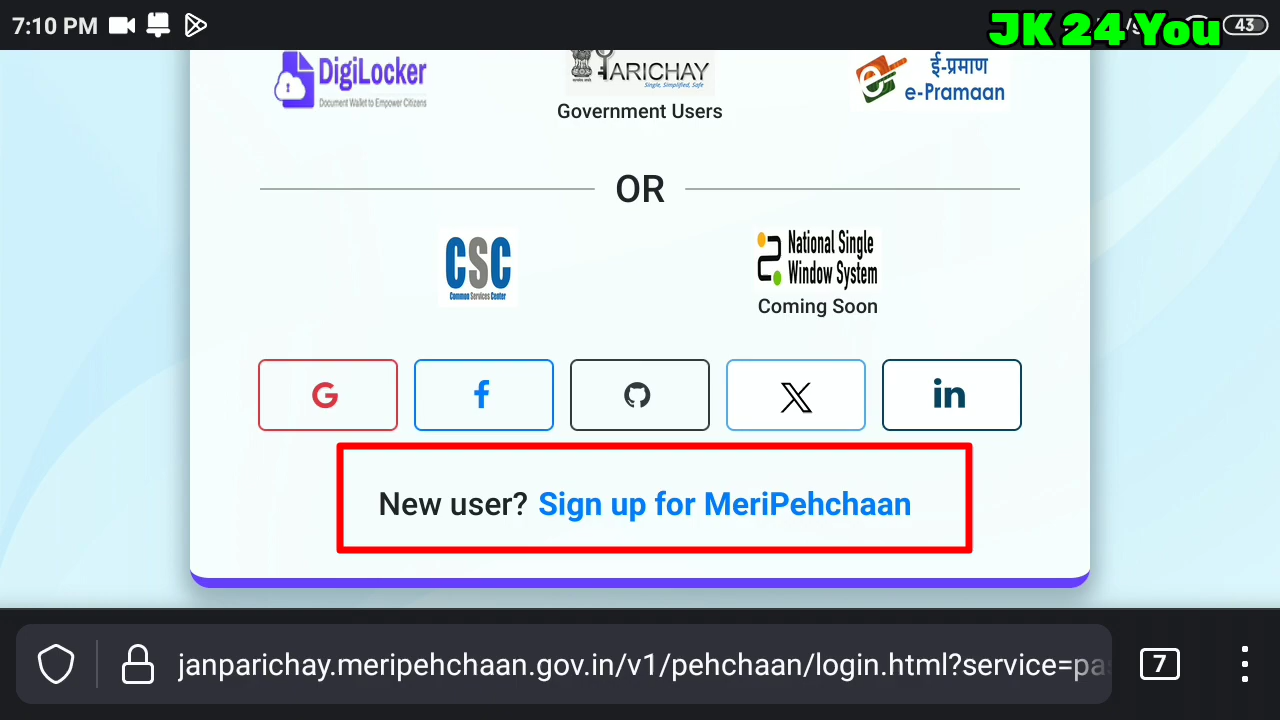 7:10 PM
JK 24 You
43
DigiLocker
Document Wallet to Empower Citizens
PARICHAY
Single, Simplified, Safe
Government Users
ई-प्रमाण
e-Pramaan
OR
CSC
Common Services Center
National Single
Window System
Coming Soon
G
f
X
in
New user? Sign up for MeriPehchaan
janparichay.meripehchaan.gov.in/v1/pehchaan/login.html?service=pas
7